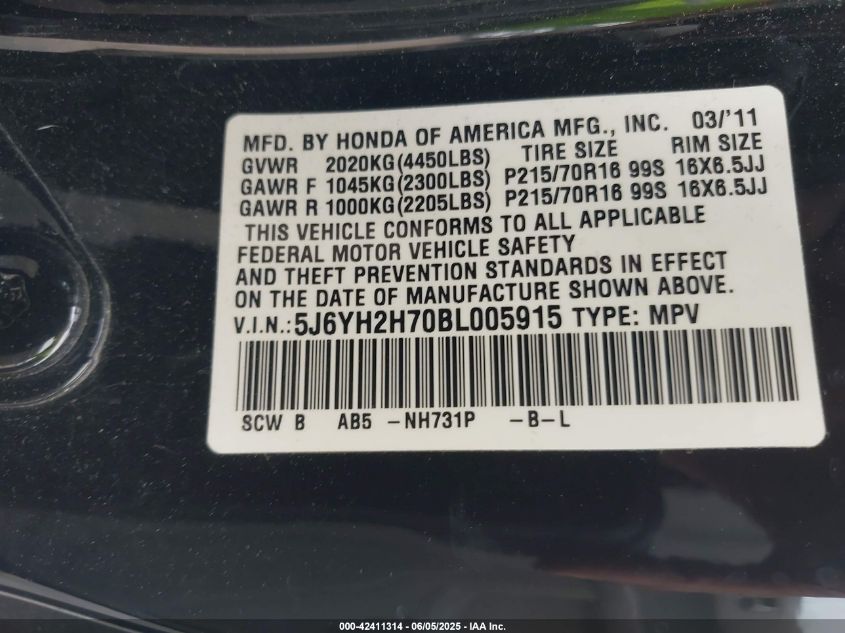 MFD. BY HONDA OF AMERICA MFG., INC. 03/'11
GVWR 2020KG(4450LBS) TIRE SIZE RIM SIZE
GAWR F 1045KG(2300LBS) P215/70R16 99S 16X6.5JJ
GAWR R 1000KG(2205LBS) P215/70R16 99S 16X6.5JJ
THIS VEHICLE CONFORMS TO ALL APPLICABLE
FEDERAL MOTOR VEHICLE SAFETY
AND THEFT PREVENTION STANDARDS IN EFFECT
ON THE DATE OF MANUFACTURE SHOWN ABOVE.
V.I.N.: 5J6YH2H70BL005915 TYPE: MPV
SCW B AB5 -NH731P -B-L
000-42411314 - 06/05/2025 - IAA Inc.